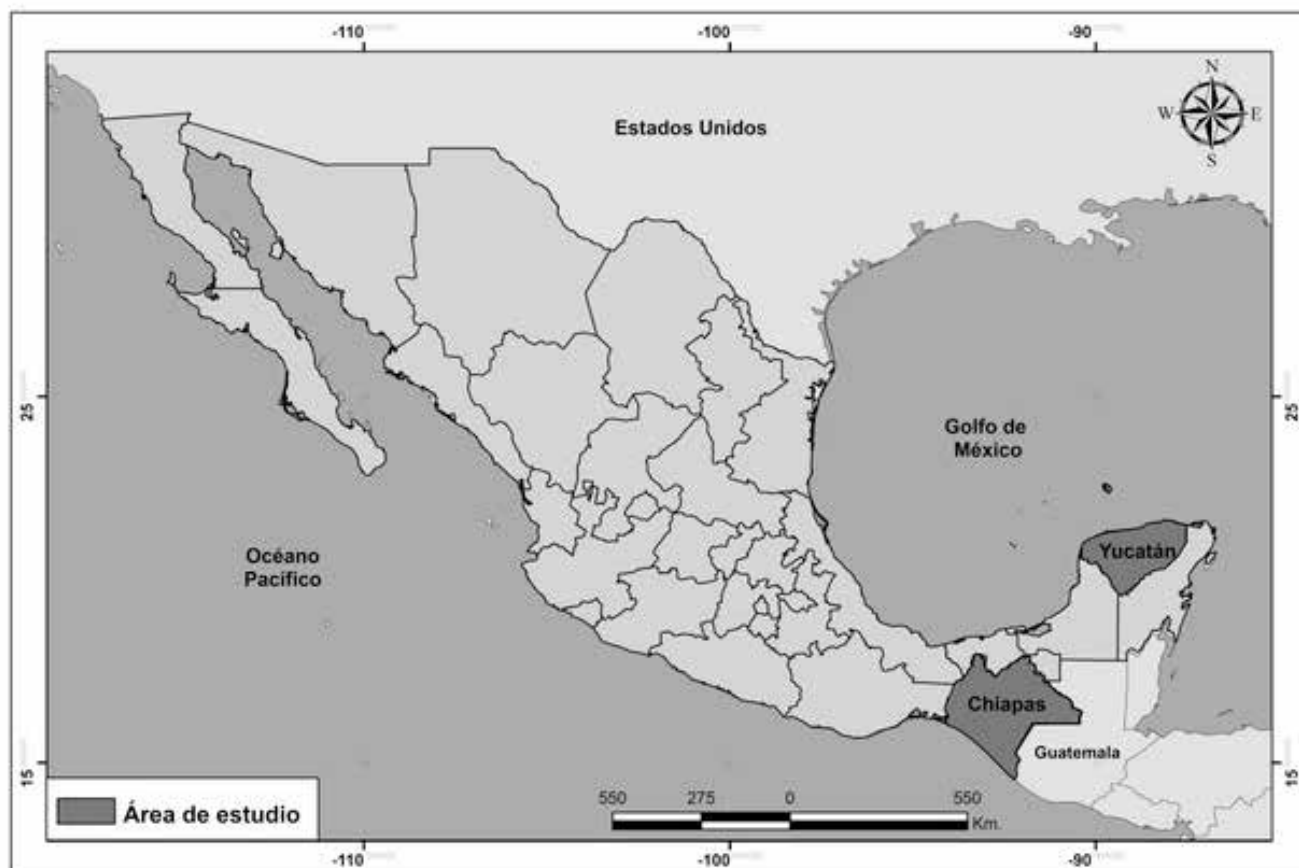 -110
-100
-90
N
W
E
S
Estados Unidos
25
25
Golfo de
México
Yucatán
Océano
Pacífico
Chiapas
Guatemala
15
15
Área de estudio
550
275
0
550
Km.
-110
-100
-90